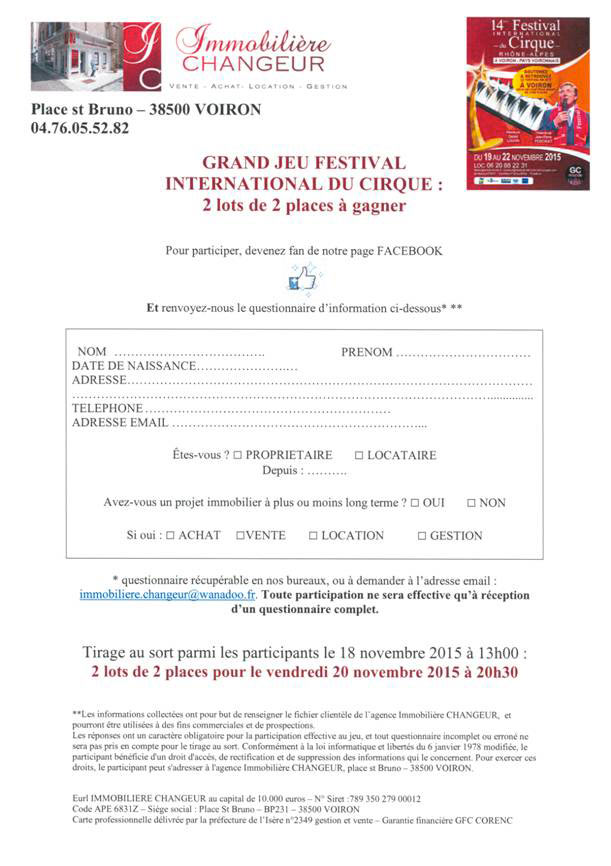 Immobilière
CHANGEUR
VENTE - ACHAT- LOCATION - GESTION
Place st Bruno – 38500 VOIRON
04.76.05.52.82
14ème Festival
INTERNATIONAL
du Cirque
RHÔNE-ALPES
A VOIRON - PAYS VOIRONNAIS
À VOIRON
DU 19 AU 22 NOVEMBRE 2015
LOC 06 20 88 22 31
GC
GRAND JEU FESTIVAL
INTERNATIONAL DU CIRQUE :
2 lots de 2 places à gagner
Pour participer, devenez fan de notre page FACEBOOK
Et renvoyez-nous le questionnaire d’information ci-dessous* **
NOM ………………………………. PRENOM ……………………………
DATE DE NAISSANCE…………………….…
ADRESSE…………………………………………………………………………………………
……………………………………………………………………………………………...............
TELEPHONE……………………………………………………
ADRESSE EMAIL ……………………………………………………...
Êtes-vous ? ☐ PROPRIETAIRE ☐ LOCATAIRE
Depuis : ……….
Avez-vous un projet immobilier à plus ou moins long terme ? ☐ OUI ☐ NON
Si oui : ☐ ACHAT ☐VENTE ☐ LOCATION ☐ GESTION
* questionnaire récupérable en nos bureaux, ou à demander à l’adresse email :
immobiliere.changeur@wanadoo.fr. Toute participation ne sera effective qu’à réception
d’un questionnaire complet.
Tirage au sort parmi les participants le 18 novembre 2015 à 13h00 :
2 lots de 2 places pour le vendredi 20 novembre 2015 à 20h30
**Les informations collectées ont pour but de renseigner le fichier clientèle de l’agence Immobilière CHANGEUR, et
pourront être utilisées à des fins commerciales et de prospections.
Les réponses ont un caractère obligatoire pour la participation effective au jeu, et tout questionnaire incomplet ou erroné ne
sera pas pris en compte pour le tirage au sort. Conformément à la loi informatique et libertés du 6 janvier 1978 modifiée, le
participant bénéficie d’un droit d’accès, de rectification et de suppression des informations qui le concernent. Pour exercer ces
droits, le participant peut s’adresser à l’agence Immobilière CHANGEUR, place st Bruno – 38500 VOIRON.
Eurl IMMOBILIERE CHANGEUR au capital de 10.000 euros – N° Siret :789 350 279 00012
Code APE 6831Z – Siège social : Place St Bruno – BP231 – 38500 VOIRON
Carte professionnelle délivrée par la préfecture de l’Isère n°2349 gestion et vente – Garantie financière GFC CORENC